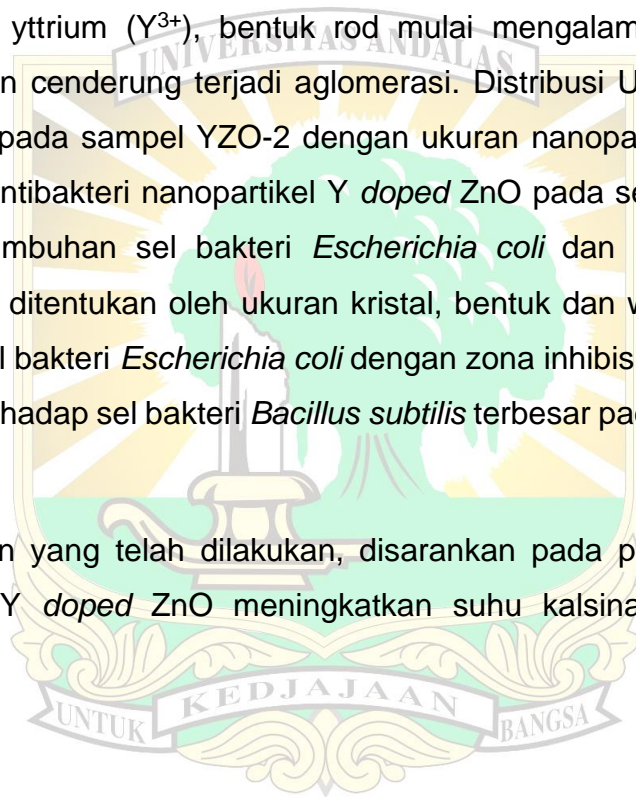 yttrium (Y³⁺), bentuk rod mulai mengalam
UNIVERSITAS ANDALAS
n cenderung terjadi aglomerasi. Distribusi U
pada sampel YZO-2 dengan ukuran nanopa
ntibakteri nanopartikel Y doped ZnO pada se
mbuhan sel bakteri Escherichia coli dan
ditentukan oleh ukuran kristal, bentuk dan
l bakteri Escherichia coli dengan zona inhibis
hadap sel bakteri Bacillus subtilis terbesar pa
n yang telah dilakukan, disarankan pada p
Y doped ZnO meningkatkan suhu kalsina
UNTUK KEDJAJAAN BANGSA